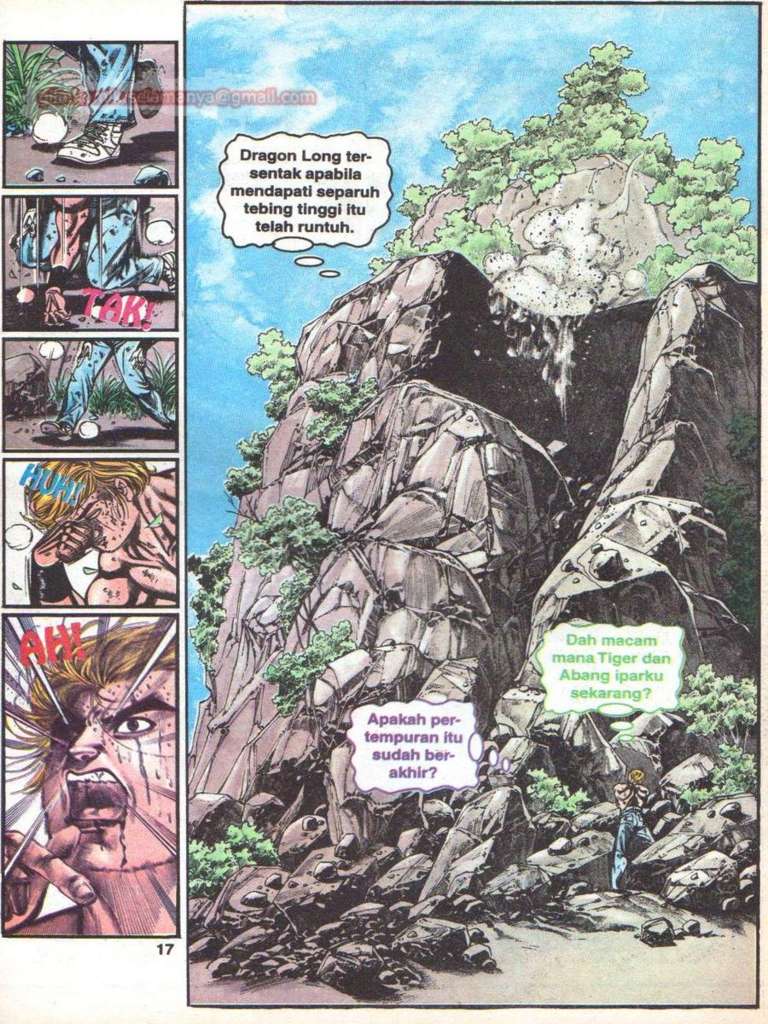 TAK!
HUH!
AH!
17
Dragon Long ter-
sentak apabila
mendapati separuh
tebing tinggi itu
telah runtuh.
Dah macam
mana Tiger dan
Abang iparku
sekarang?
Apakah per-
tempuran itu
sudah ber-
akhir?